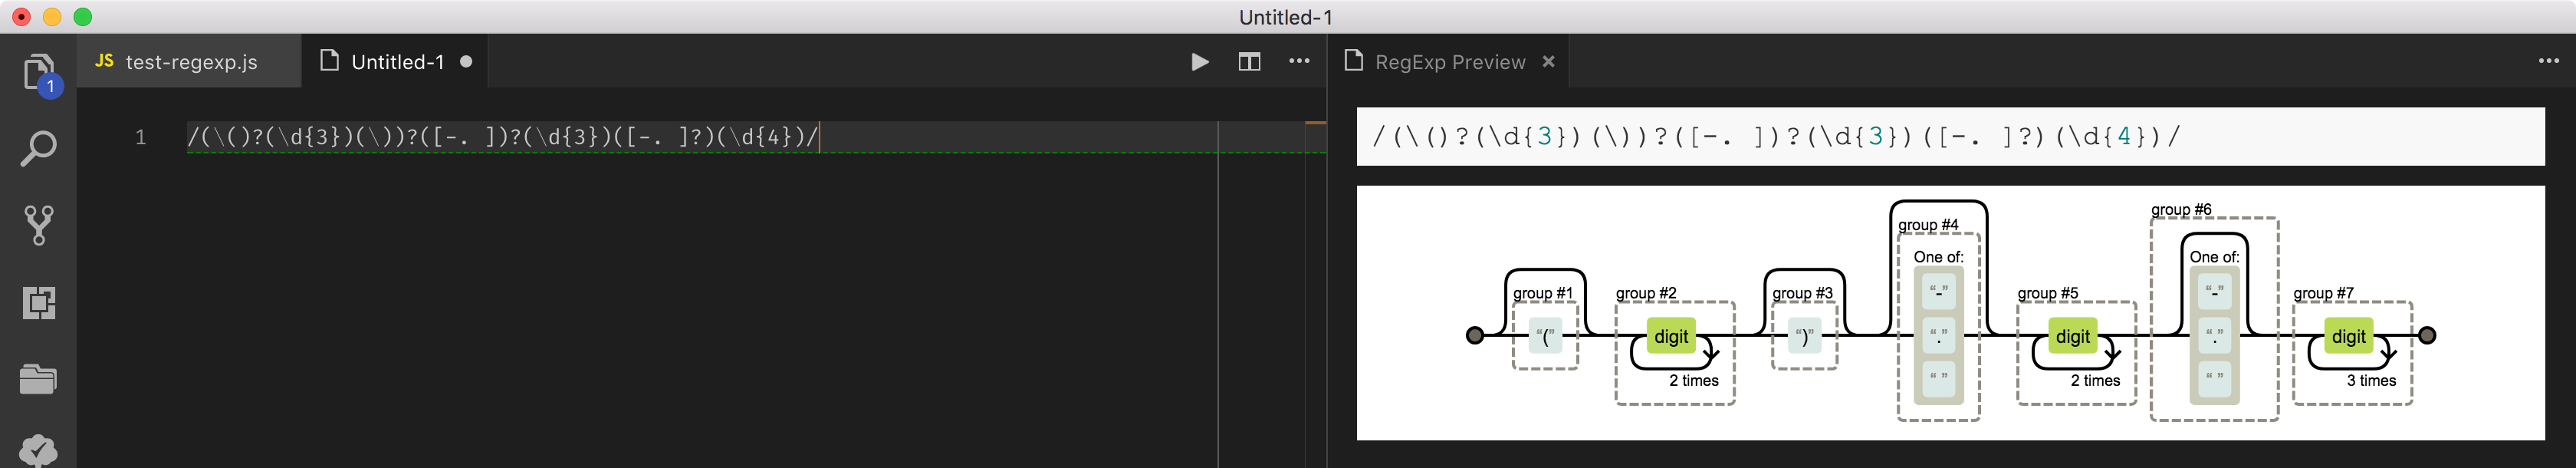 Untitled-1
JS test-regexp.js
Untitled-1
RegExp Preview
1
1 /(\()?(\d{3})(\))?([-. ])?(\d{3})([-. ]?)(\d{4})/
/(\()?(\d{3})(\))?([-. ])?(\d{3})([-. ]?)(\d{4})/
group #1
“(”
group #2
digit
2 times
group #3
“)”
group #4
One of:
“-”
“.”
“ ”
group #5
digit
2 times
group #6
One of:
“-”
“.”
“ ”
group #7
digit
3 times